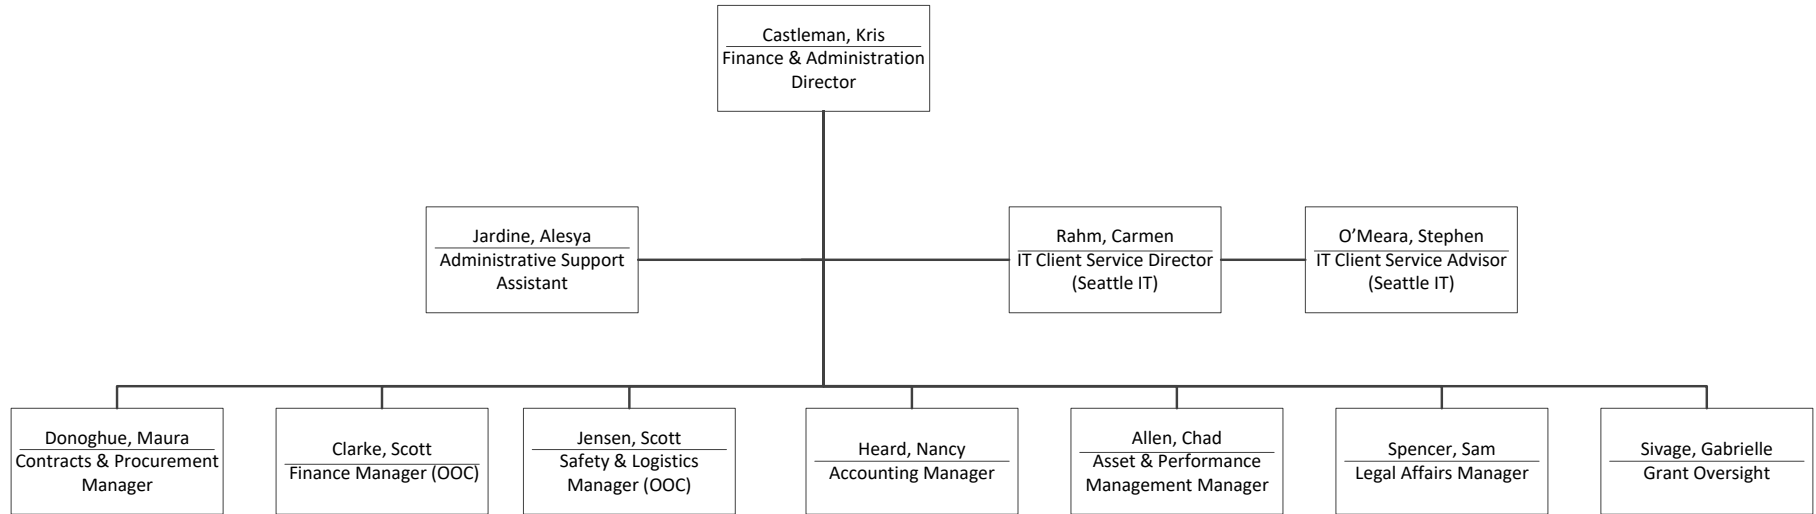 Castleman, Kris
Finance & Administration
Director
Jardine, Alesya
Administrative Support
Assistant
Rahm, Carmen
IT Client Service Director
(Seattle IT)
O’Meara, Stephen
IT Client Service Advisor
(Seattle IT)
Donoghue, Maura
Contracts & Procurement
Manager
Clarke, Scott
Finance Manager (OOC)
Jensen, Scott
Safety & Logistics
Manager (OOC)
Heard, Nancy
Accounting Manager
Allen, Chad
Asset & Performance
Management Manager
Spencer, Sam
Legal Affairs Manager
Sivage, Gabrielle
Grant Oversight